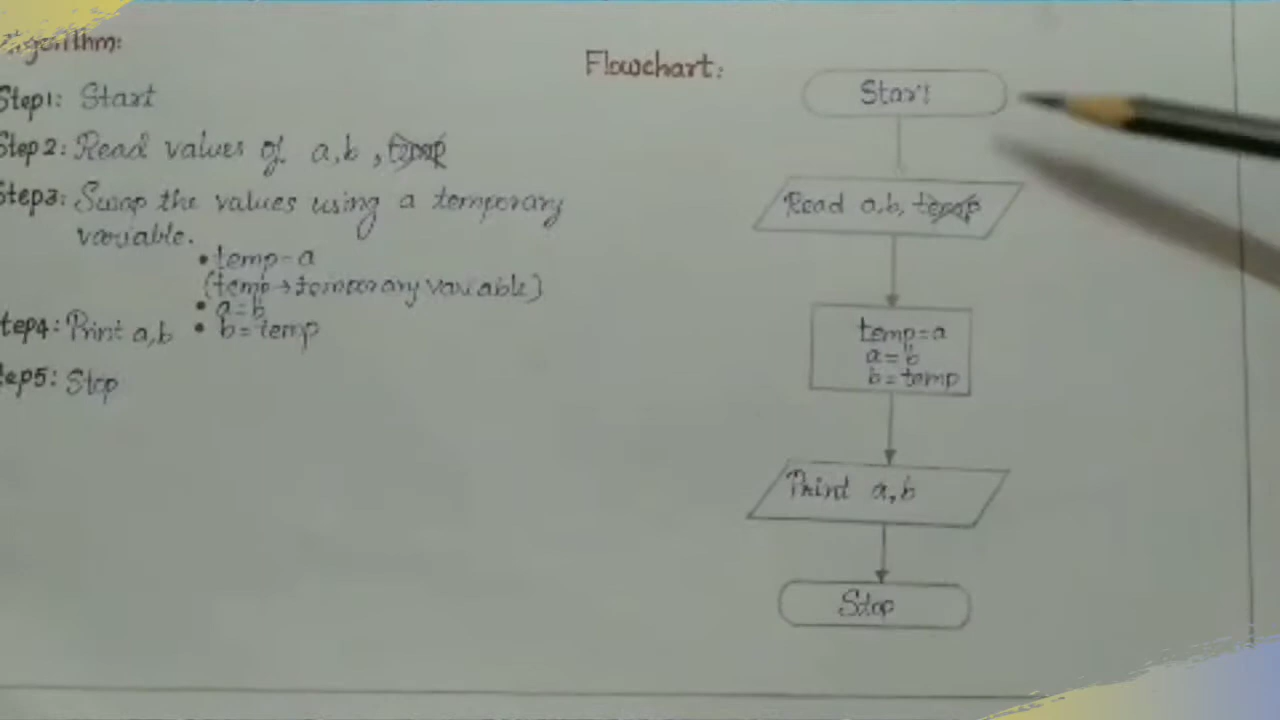 Algorithm:
Step1: Start
Step2: Read values of a,b, temp
Step3: Swap the values using a temporary
variable.
• temp=a
(temp→temporary variable)
• a=b
• b=temp
Step4: Print a,b
Step5: Stop
Flowchart:
Start
Read a,b, temp
temp=a
a=b
b=temp
Print a,b
Stop